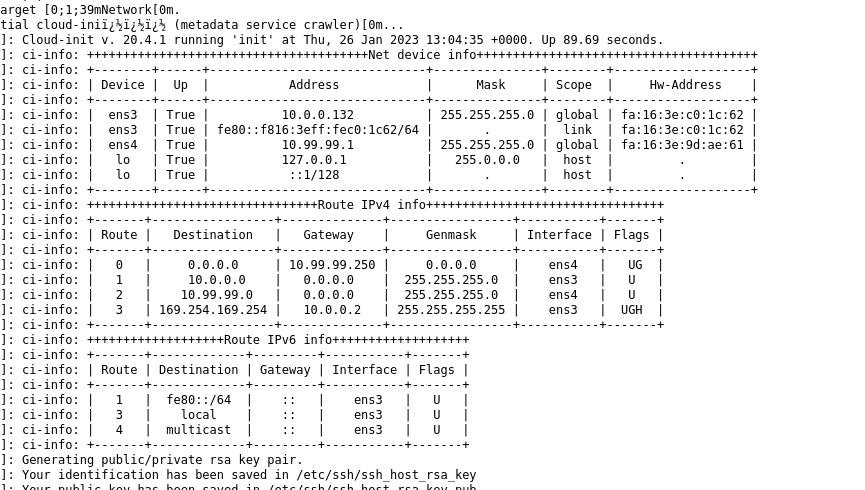 arget [0;1;39mNetwork[0m.
tial cloud-iniï¿½ï¿½ï¿½ (metadata service crawler)[0m...
]: Cloud-init v. 20.4.1 running 'init' at Thu, 26 Jan 2023 13:04:35 +0000. Up 89.69 seconds.
]: ci-info: +++++++++++++++++++++++++++++++++++++++Net device info+++++++++++++++++++++++++++++++++++++++
]: ci-info: +--------+------+------------------------------+---------------+--------+-------------------+
]: ci-info: | Device |  Up  |           Address            |      Mask     | Scope  |     Hw-Address    |
]: ci-info: +--------+------+------------------------------+---------------+--------+-------------------+
]: ci-info: |  ens3  | True |          10.0.0.132          | 255.255.255.0 | global | fa:16:3e:c0:1c:62 |
]: ci-info: |  ens3  | True | fe80::f816:3eff:fec0:1c62/64 |       .       |  link  | fa:16:3e:c0:1c:62 |
]: ci-info: |  ens4  | True |          10.99.99.1          | 255.255.255.0 | global | fa:16:3e:9d:ae:61 |
]: ci-info: |   lo   | True |          127.0.0.1           |   255.0.0.0   |  host  |         .         |
]: ci-info: |   lo   | True |           ::1/128            |       .       |  host  |         .         |
]: ci-info: +--------+------+------------------------------+---------------+--------+-------------------+
]: ci-info: ++++++++++++++++++++++++++++++++Route IPv4 info+++++++++++++++++++++++++++++++++
]: ci-info: +-------+-----------------+--------------+-----------------+-----------+-------+
]: ci-info: | Route |   Destination   |   Gateway    |     Genmask     | Interface | Flags |
]: ci-info: +-------+-----------------+--------------+-----------------+-----------+-------+
]: ci-info: |   0   |     0.0.0.0     | 10.99.99.250 |     0.0.0.0     |    ens4   |   UG  |
]: ci-info: |   1   |     10.0.0.0    |   0.0.0.0    |  255.255.255.0  |    ens3   |   U   |
]: ci-info: |   2   |    10.99.99.0   |   0.0.0.0    |  255.255.255.0  |    ens4   |   U   |
]: ci-info: |   3   | 169.254.169.254 |   10.0.0.2   | 255.255.255.255 |    ens3   |  UGH  |
]: ci-info: +-------+-----------------+--------------+-----------------+-----------+-------+
]: ci-info: +++++++++++++++++++Route IPv6 info+++++++++++++++++++
]: ci-info: +-------+-------------+---------+-----------+-------+
]: ci-info: | Route | Destination | Gateway | Interface | Flags |
]: ci-info: +-------+-------------+---------+-----------+-------+
]: ci-info: |   1   |  fe80::/64  |    ::   |    ens3   |   U   |
]: ci-info: |   3   |    local    |    ::   |    ens3   |   U   |
]: ci-info: |   4   |  multicast  |    ::   |    ens3   |   U   |
]: ci-info: +-------+-------------+---------+-----------+-------+
]: Generating public/private rsa key pair.
]: Your identification has been saved in /etc/ssh/ssh_host_rsa_key
]: Your public key has been saved in /etc/ssh/ssh_host_rsa_key.pub